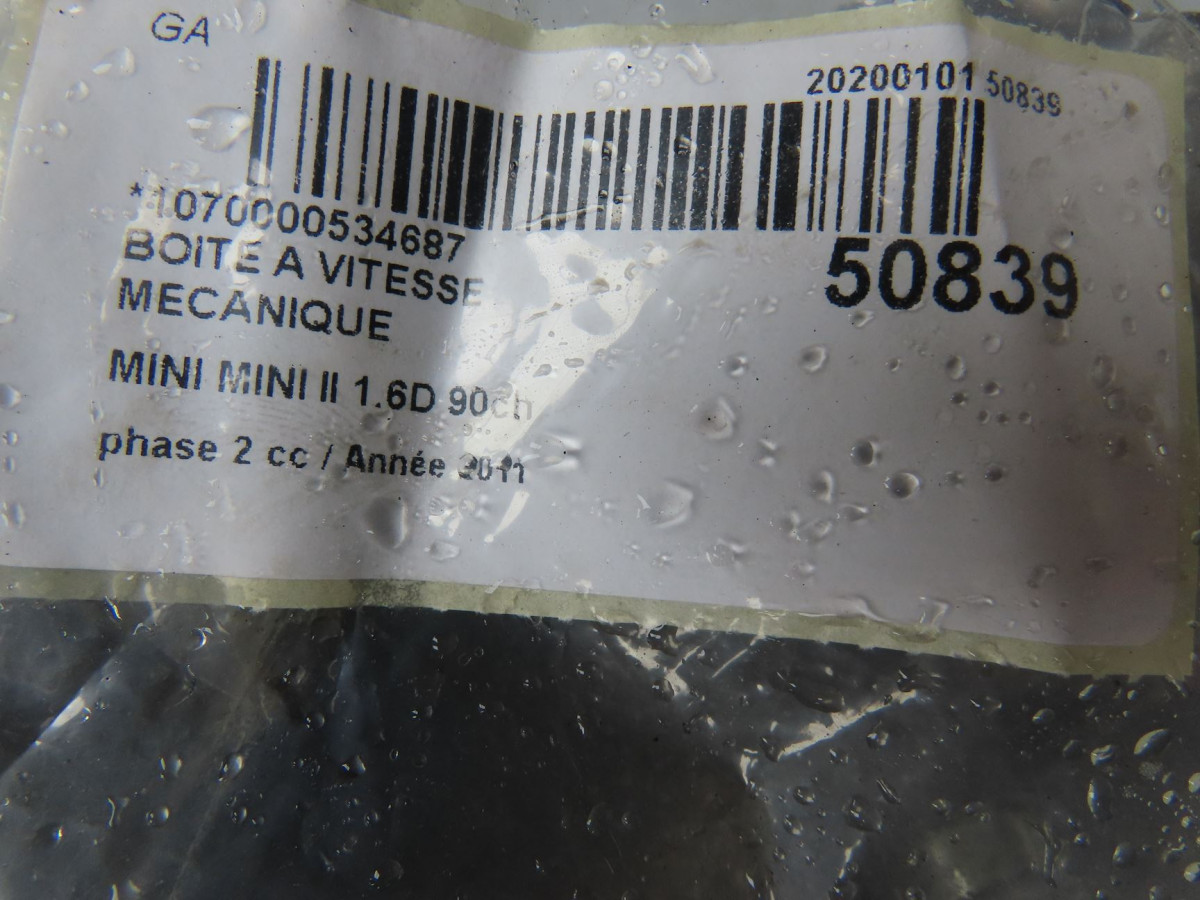 GA
20200101 50839
*1070000534687
50839
BOITE A VITESSE
MECANIQUE
MINI MINI II 1.6D 90ch
phase 2 cc / Année 2011